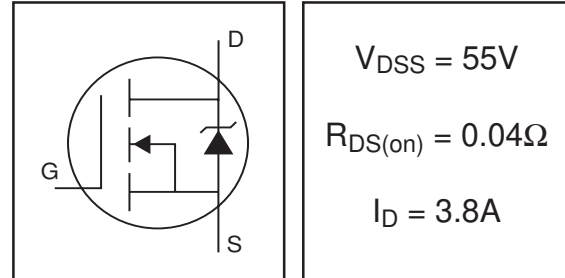 D
G
S
V_DSS = 55V
R_DS(on) = 0.04Ω
I_D = 3.8A